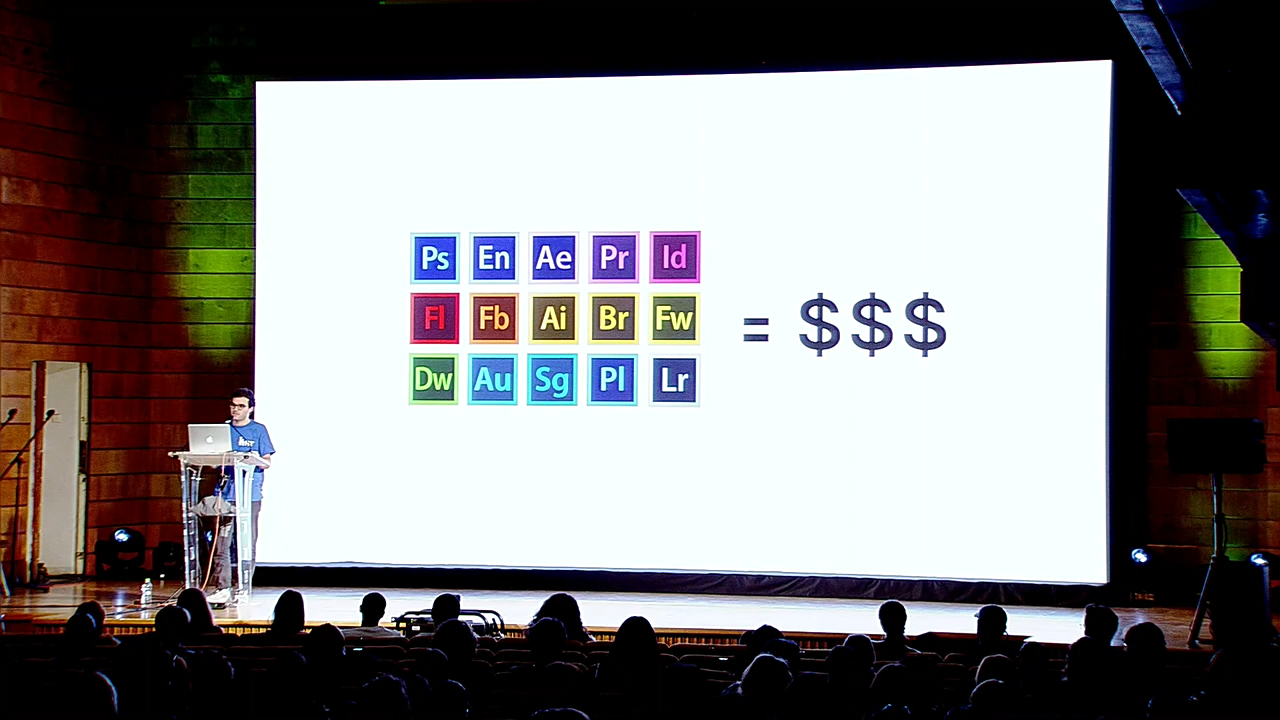 Ps En Ae Pr Id
Fl Fb Ai Br Fw = $$$
Dw Au Sg Pl Lr